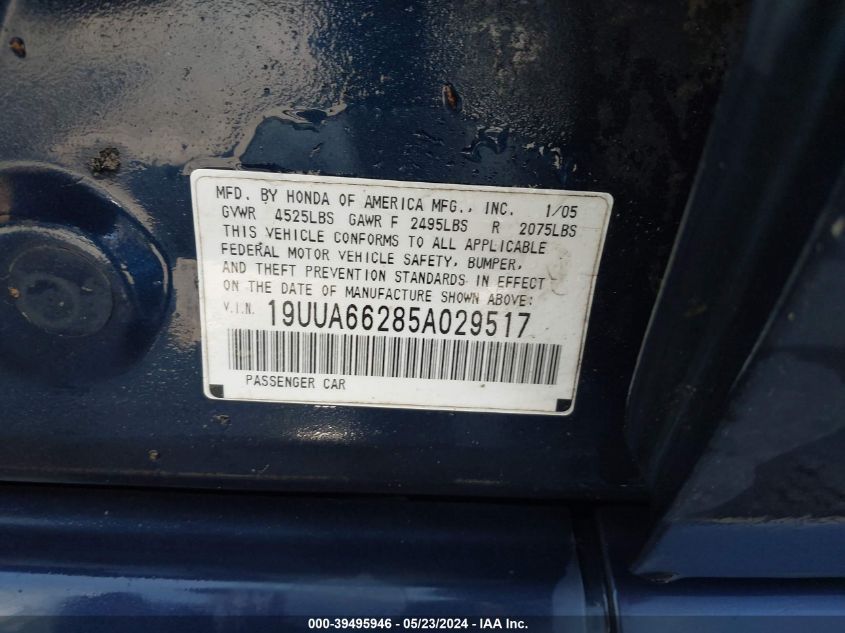 MFD. BY HONDA OF AMERICA MFG., INC. 1/05
GVWR 4525LBS GAWR F 2495LBS R 2075LBS
THIS VEHICLE CONFORMS TO ALL APPLICABLE
FEDERAL MOTOR VEHICLE SAFETY, BUMPER,
AND THEFT PREVENTION STANDARDS IN EFFECT
ON THE DATE OF MANUFACTURE SHOWN ABOVE:
V.I.N. 19UUA66285A029517
PASSENGER CAR
000-39495946 - 05/23/2024 - IAA Inc.